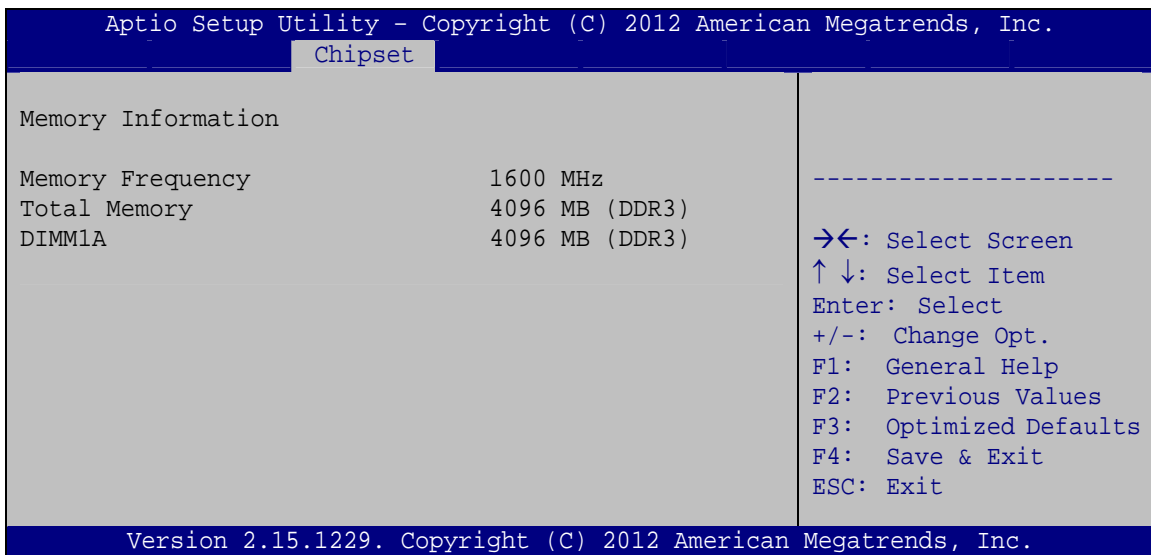 Aptio Setup Utility – Copyright (C) 2012 American Megatrends, Inc.
Chipset
Memory Information
Memory Frequency 1600 MHz
Total Memory 4096 MB (DDR3)
DIMM1A 4096 MB (DDR3)
---------------------
→←: Select Screen
↑ ↓: Select Item
Enter: Select
+/-: Change Opt.
F1: General Help
F2: Previous Values
F3: Optimized Defaults
F4: Save & Exit
ESC: Exit
Version 2.15.1229. Copyright (C) 2012 American Megatrends, Inc.